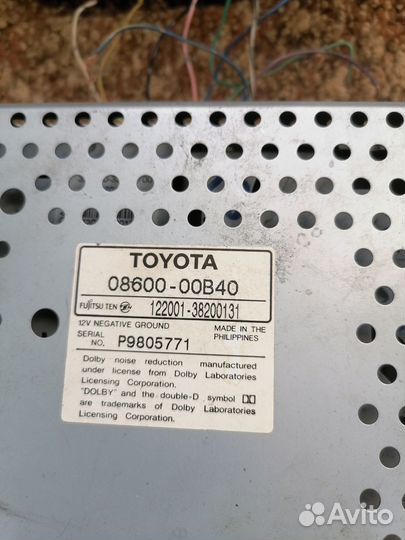 TOYOTA
08600-00B40
FUJITSU TEN 122001-38200131
12V NEGATIVE GROUND MADE IN THE PHILIPPINES
SERIAL NO. P9805771
Dolby noise reduction manufactured
under license from Dolby Laboratories
Licensing Corporation.
"DOLBY" and the double-D symbol
are trademarks of Dolby Laboratories
Licensing Corporation.
Avito